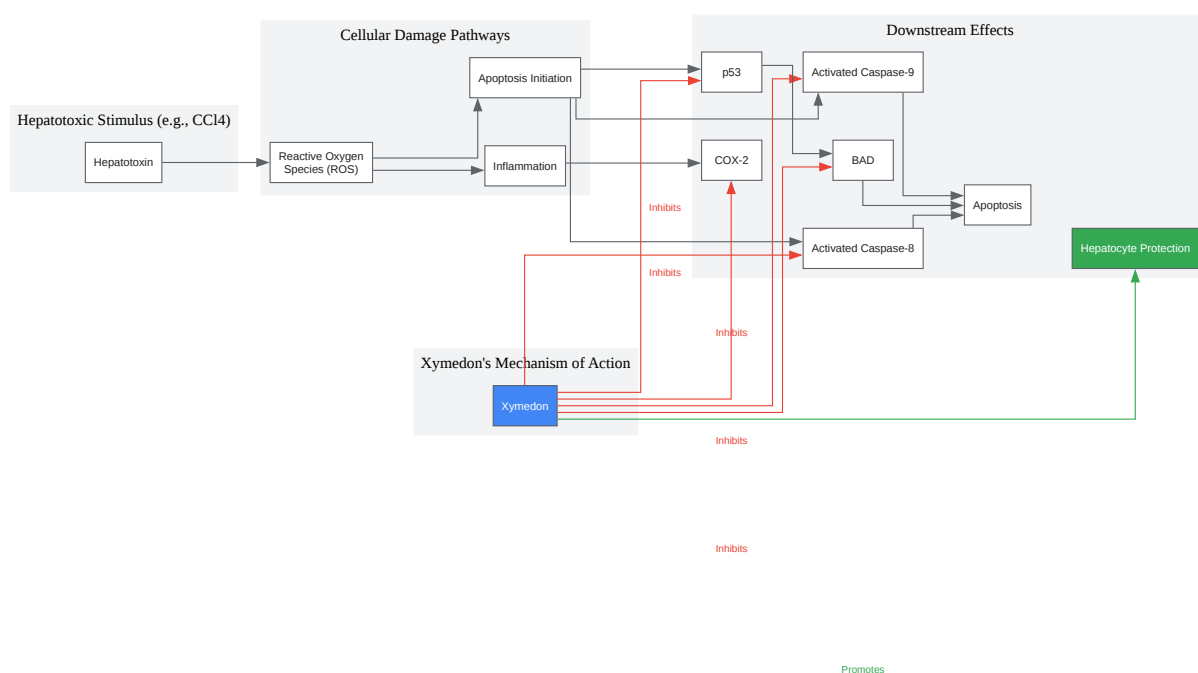 Cellular Damage Pathways
Downstream Effects
Apoptosis Initiation
p53
Activated Caspase-9
Hepatotoxic Stimulus (e.g., CCl4)
Hepatotoxin
Reactive Oxygen
Species (ROS)
Inflammation
COX-2
BAD
Apoptosis
Inhibits
Activated Caspase-8
Hepatocyte Protection
Inhibits
Inhibits
Xymedon's Mechanism of Action
Xymedon
Inhibits
Inhibits
Promotes